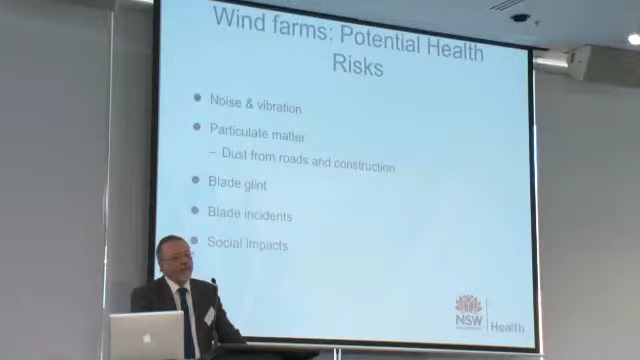 Wind farms: Potential Health
Risks
Noise & vibration
Particulate matter
– Dust from roads and construction
Blade glint
Blade incidents
Social impacts
NSW
Health